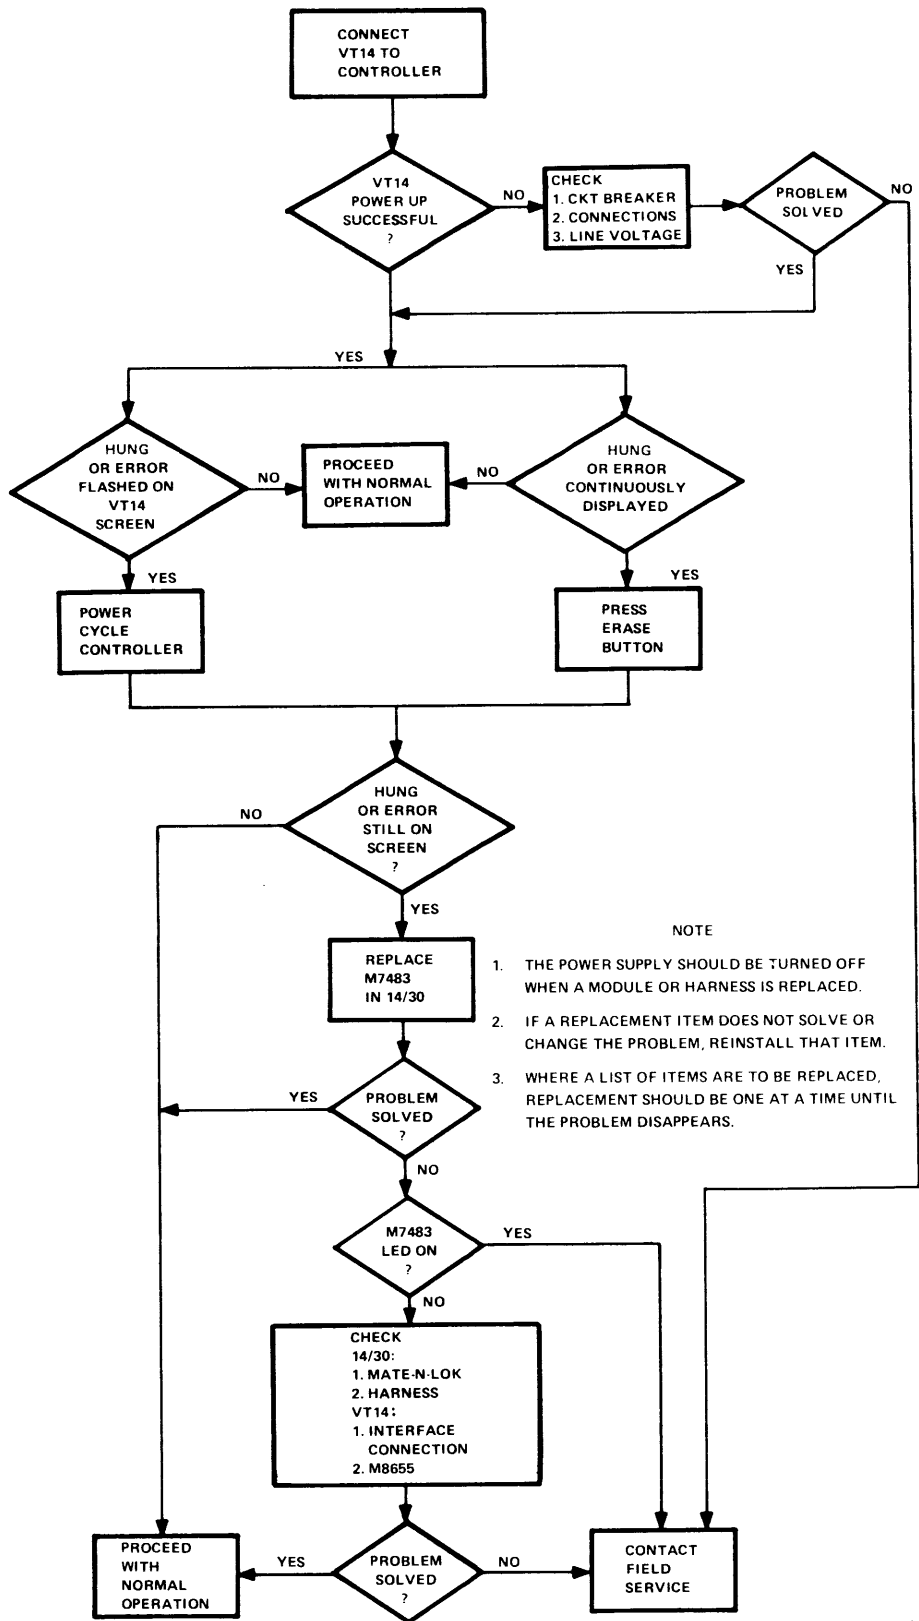 CONNECT
VT14 TO
CONTROLLER
VT14
POWER UP
SUCCESSFUL
?
NO
CHECK
1. CKT BREAKER
2. CONNECTIONS
3. LINE VOLTAGE
PROBLEM
SOLVED
NO
YES
YES
HUNG
OR ERROR
FLASHED ON
VT14
SCREEN
NO
PROCEED
WITH NORMAL
OPERATION
NO
HUNG
OR ERROR
CONTINUOUSLY
DISPLAYED
YES
YES
POWER
CYCLE
CONTROLLER
PRESS
ERASE
BUTTON
HUNG
OR ERROR
STILL ON
SCREEN
?
NO
YES
REPLACE
M7483
IN 14/30
NOTE
1. THE POWER SUPPLY SHOULD BE TURNED OFF
WHEN A MODULE OR HARNESS IS REPLACED.
2. IF A REPLACEMENT ITEM DOES NOT SOLVE OR
CHANGE THE PROBLEM, REINSTALL THAT ITEM.
3. WHERE A LIST OF ITEMS ARE TO BE REPLACED,
REPLACEMENT SHOULD BE ONE AT A TIME UNTIL
THE PROBLEM DISAPPEARS.
YES
PROBLEM
SOLVED
?
NO
M7483
LED ON
?
YES
NO
CHECK
14/30:
1. MATE-N-LOK
2. HARNESS
VT14:
1. INTERFACE
CONNECTION
2. M8655
PROCEED
WITH
NORMAL
OPERATION
YES
PROBLEM
SOLVED
?
NO
CONTACT
FIELD
SERVICE